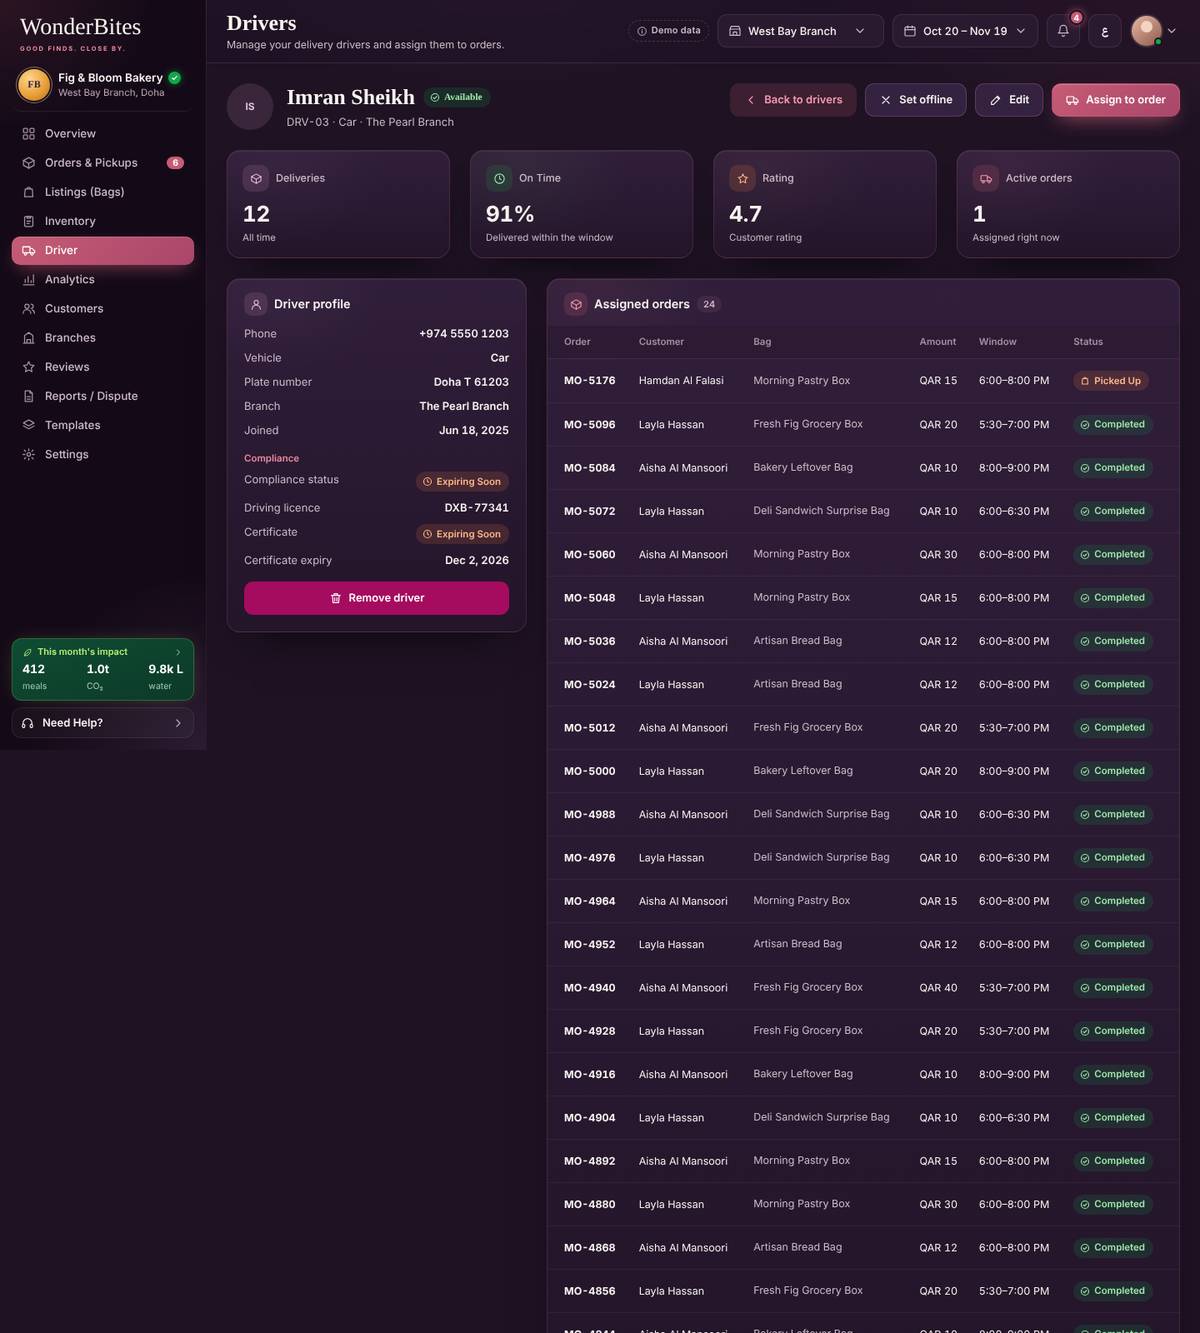 WonderBites
GOOD FINDS. CLOSE BY.
FB
Fig & Bloom Bakery
West Bay Branch, Doha
Overview
Orders & Pickups 6
Listings (Bags)
Inventory
Driver
Analytics
Customers
Branches
Reviews
Reports / Dispute
Templates
Settings
This month's impact
412 1.0t 9.8k L
meals CO₂ water
Need Help?
Drivers
Manage your delivery drivers and assign them to orders.
Demo data
West Bay Branch
Oct 20 – Nov 19
4
ع
IS
Imran Sheikh Available
DRV-03 · Car · The Pearl Branch
Back to drivers
Set offline
Edit
Assign to order
Deliveries
12
All time
On Time
91%
Delivered within the window
Rating
4.7
Customer rating
Active orders
1
Assigned right now
Driver profile
Phone +974 5550 1203
Vehicle Car
Plate number Doha T 61203
Branch The Pearl Branch
Joined Jun 18, 2025
Compliance
Compliance status Expiring Soon
Driving licence DXB-77341
Certificate Expiring Soon
Certificate expiry Dec 2, 2026
Remove driver
Assigned orders 24
Order Customer Bag Amount Window Status
MO-5176 Hamdan Al Falasi Morning Pastry Box QAR 15 6:00–8:00 PM Picked Up
MO-5096 Layla Hassan Fresh Fig Grocery Box QAR 20 5:30–7:00 PM Completed
MO-5084 Aisha Al Mansoori Bakery Leftover Bag QAR 10 8:00–9:00 PM Completed
MO-5072 Layla Hassan Deli Sandwich Surprise Bag QAR 10 6:00–6:30 PM Completed
MO-5060 Aisha Al Mansoori Morning Pastry Box QAR 30 6:00–8:00 PM Completed
MO-5048 Layla Hassan Morning Pastry Box QAR 15 6:00–8:00 PM Completed
MO-5036 Aisha Al Mansoori Artisan Bread Bag QAR 12 6:00–8:00 PM Completed
MO-5024 Layla Hassan Artisan Bread Bag QAR 12 6:00–8:00 PM Completed
MO-5012 Aisha Al Mansoori Fresh Fig Grocery Box QAR 20 5:30–7:00 PM Completed
MO-5000 Layla Hassan Bakery Leftover Bag QAR 20 8:00–9:00 PM Completed
MO-4988 Aisha Al Mansoori Deli Sandwich Surprise Bag QAR 10 6:00–6:30 PM Completed
MO-4976 Layla Hassan Deli Sandwich Surprise Bag QAR 10 6:00–6:30 PM Completed
MO-4964 Aisha Al Mansoori Morning Pastry Box QAR 15 6:00–8:00 PM Completed
MO-4952 Layla Hassan Artisan Bread Bag QAR 12 6:00–8:00 PM Completed
MO-4940 Aisha Al Mansoori Fresh Fig Grocery Box QAR 40 5:30–7:00 PM Completed
MO-4928 Layla Hassan Fresh Fig Grocery Box QAR 20 5:30–7:00 PM Completed
MO-4916 Aisha Al Mansoori Bakery Leftover Bag QAR 10 8:00–9:00 PM Completed
MO-4904 Layla Hassan Deli Sandwich Surprise Bag QAR 10 6:00–6:30 PM Completed
MO-4892 Aisha Al Mansoori Morning Pastry Box QAR 15 6:00–8:00 PM Completed
MO-4880 Layla Hassan Morning Pastry Box QAR 30 6:00–8:00 PM Completed
MO-4868 Aisha Al Mansoori Artisan Bread Bag QAR 12 6:00–8:00 PM Completed
MO-4856 Layla Hassan Fresh Fig Grocery Box QAR 20 5:30–7:00 PM Completed